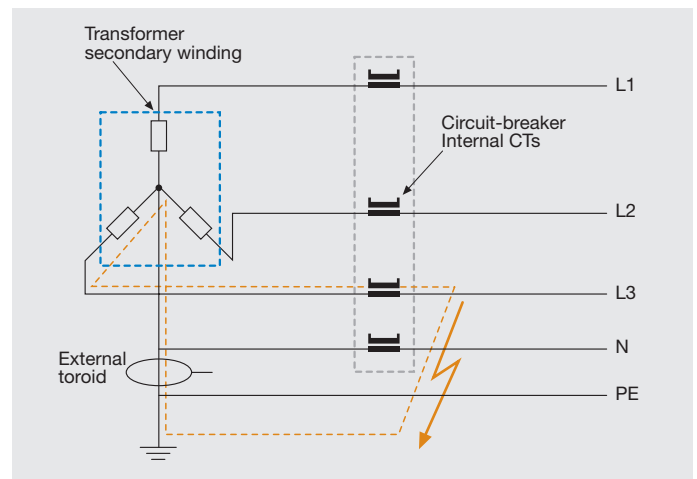 Transformer
secondary winding
L1
Circuit-breaker
Internal CTs
L2
L3
N
External
toroid
PE